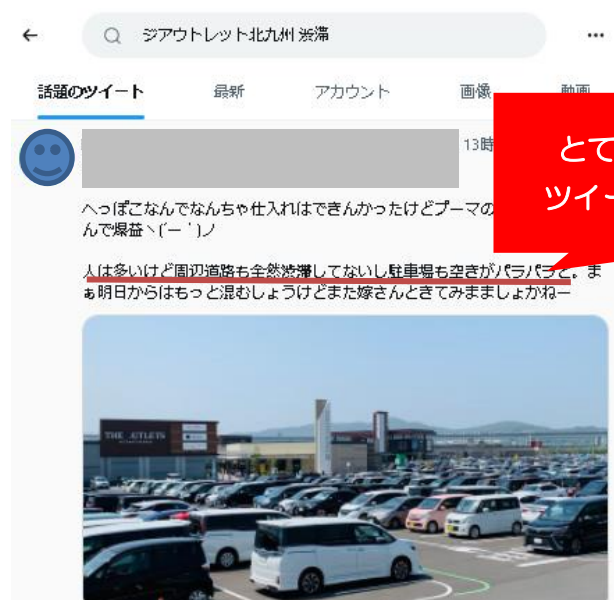 ジアウトレット北九州 渋滞
話題のツイート 最新 アカウント 画像 動画
13時
とて
ツイー
へっぽこなんでなんちゃ仕入れはできんかったけどプーマの
んで爆益ヽ(´ー｀)ノ
人は多いけど周辺道路も全然渋滞してないし駐車場も空きがパラパラと。ま
ぁ明日からはもっと混むしょうけどまた嫁さんときてみまましょかねー
THE OUTLETS